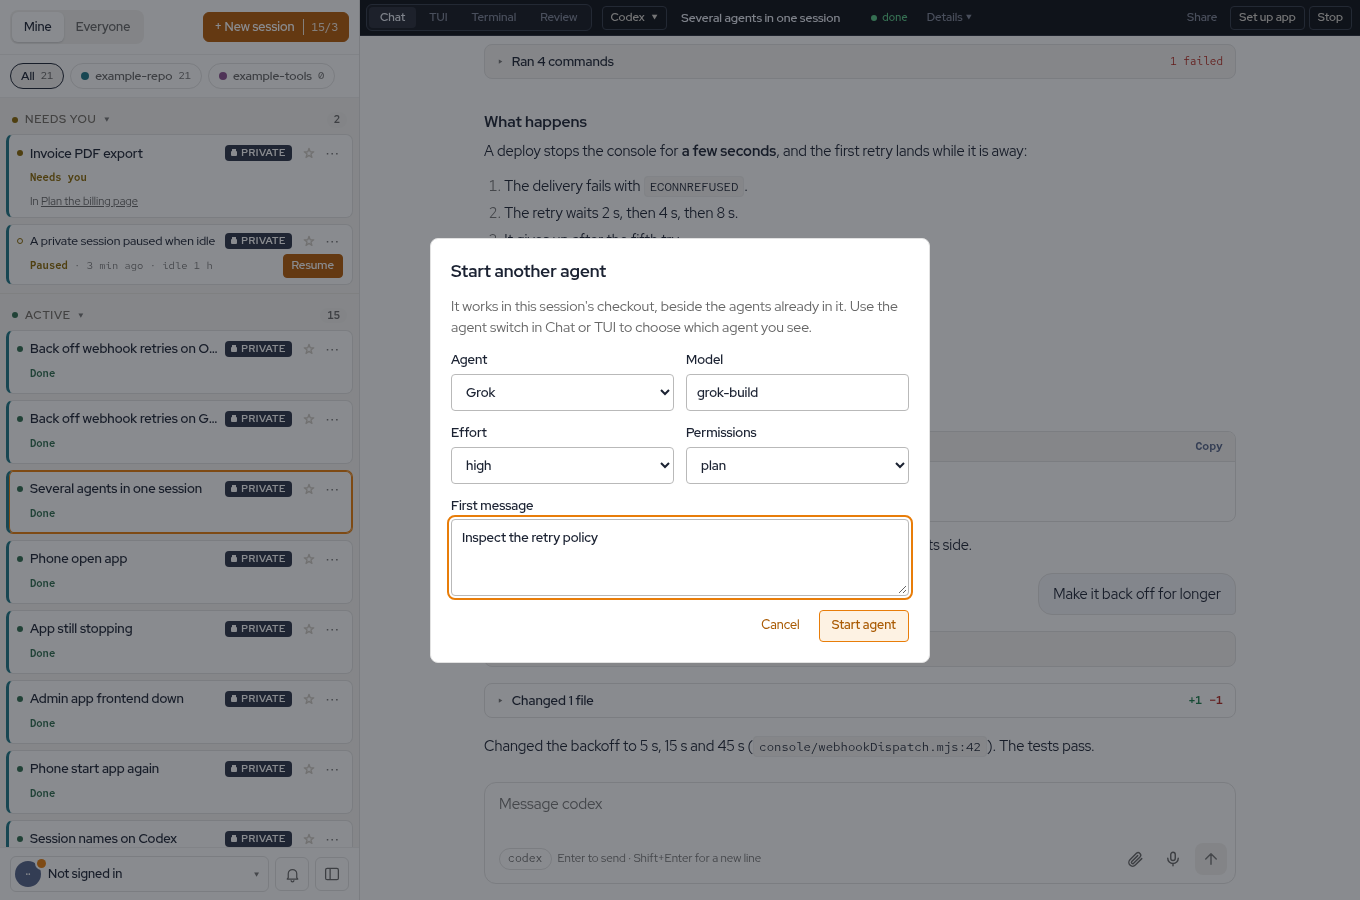 Mine
Everyone
+ New session 15/3
Chat
TUI
Terminal
Review
Codex ▾
Several agents in one session
done
Details ▾
Share
Set up app
Stop
All 21
example-repo 21
example-tools 0
NEEDS YOU ▾ 2
Invoice PDF export PRIVATE
Needs you
In Plan the billing page
A private session paused when idle PRIVATE
Paused · 3 min ago · idle 1 h
Resume
ACTIVE ▾ 15
Back off webhook retries on O... PRIVATE
Done
Back off webhook retries on G... PRIVATE
Done
Several agents in one session PRIVATE
Done
Phone open app PRIVATE
Done
App still stopping PRIVATE
Done
Admin app frontend down PRIVATE
Done
Phone start app again PRIVATE
Done
Session names on Codex PRIVATE
Not signed in
Ran 4 commands 1 failed
What happens
A deploy stops the console for a few seconds, and the first retry lands while it is away:
1. The delivery fails with ECONNREFUSED.
2. The retry waits 2 s, then 4 s, then 8 s.
Start another agent
It works in this session's checkout, beside the agents already in it. Use the
agent switch in Chat or TUI to choose which agent you see.
Agent
Model
Grok
grok-build
Effort
Permissions
high
plan
First message
Inspect the retry policy
Cancel
Start agent
Copy
side.
Make it back off for longer
Changed 1 file +1 −1
Changed the backoff to 5 s, 15 s and 45 s (console/webhookDispatch.mjs:42). The tests pass.
Message codex
codex
Enter to send · Shift+Enter for a new line